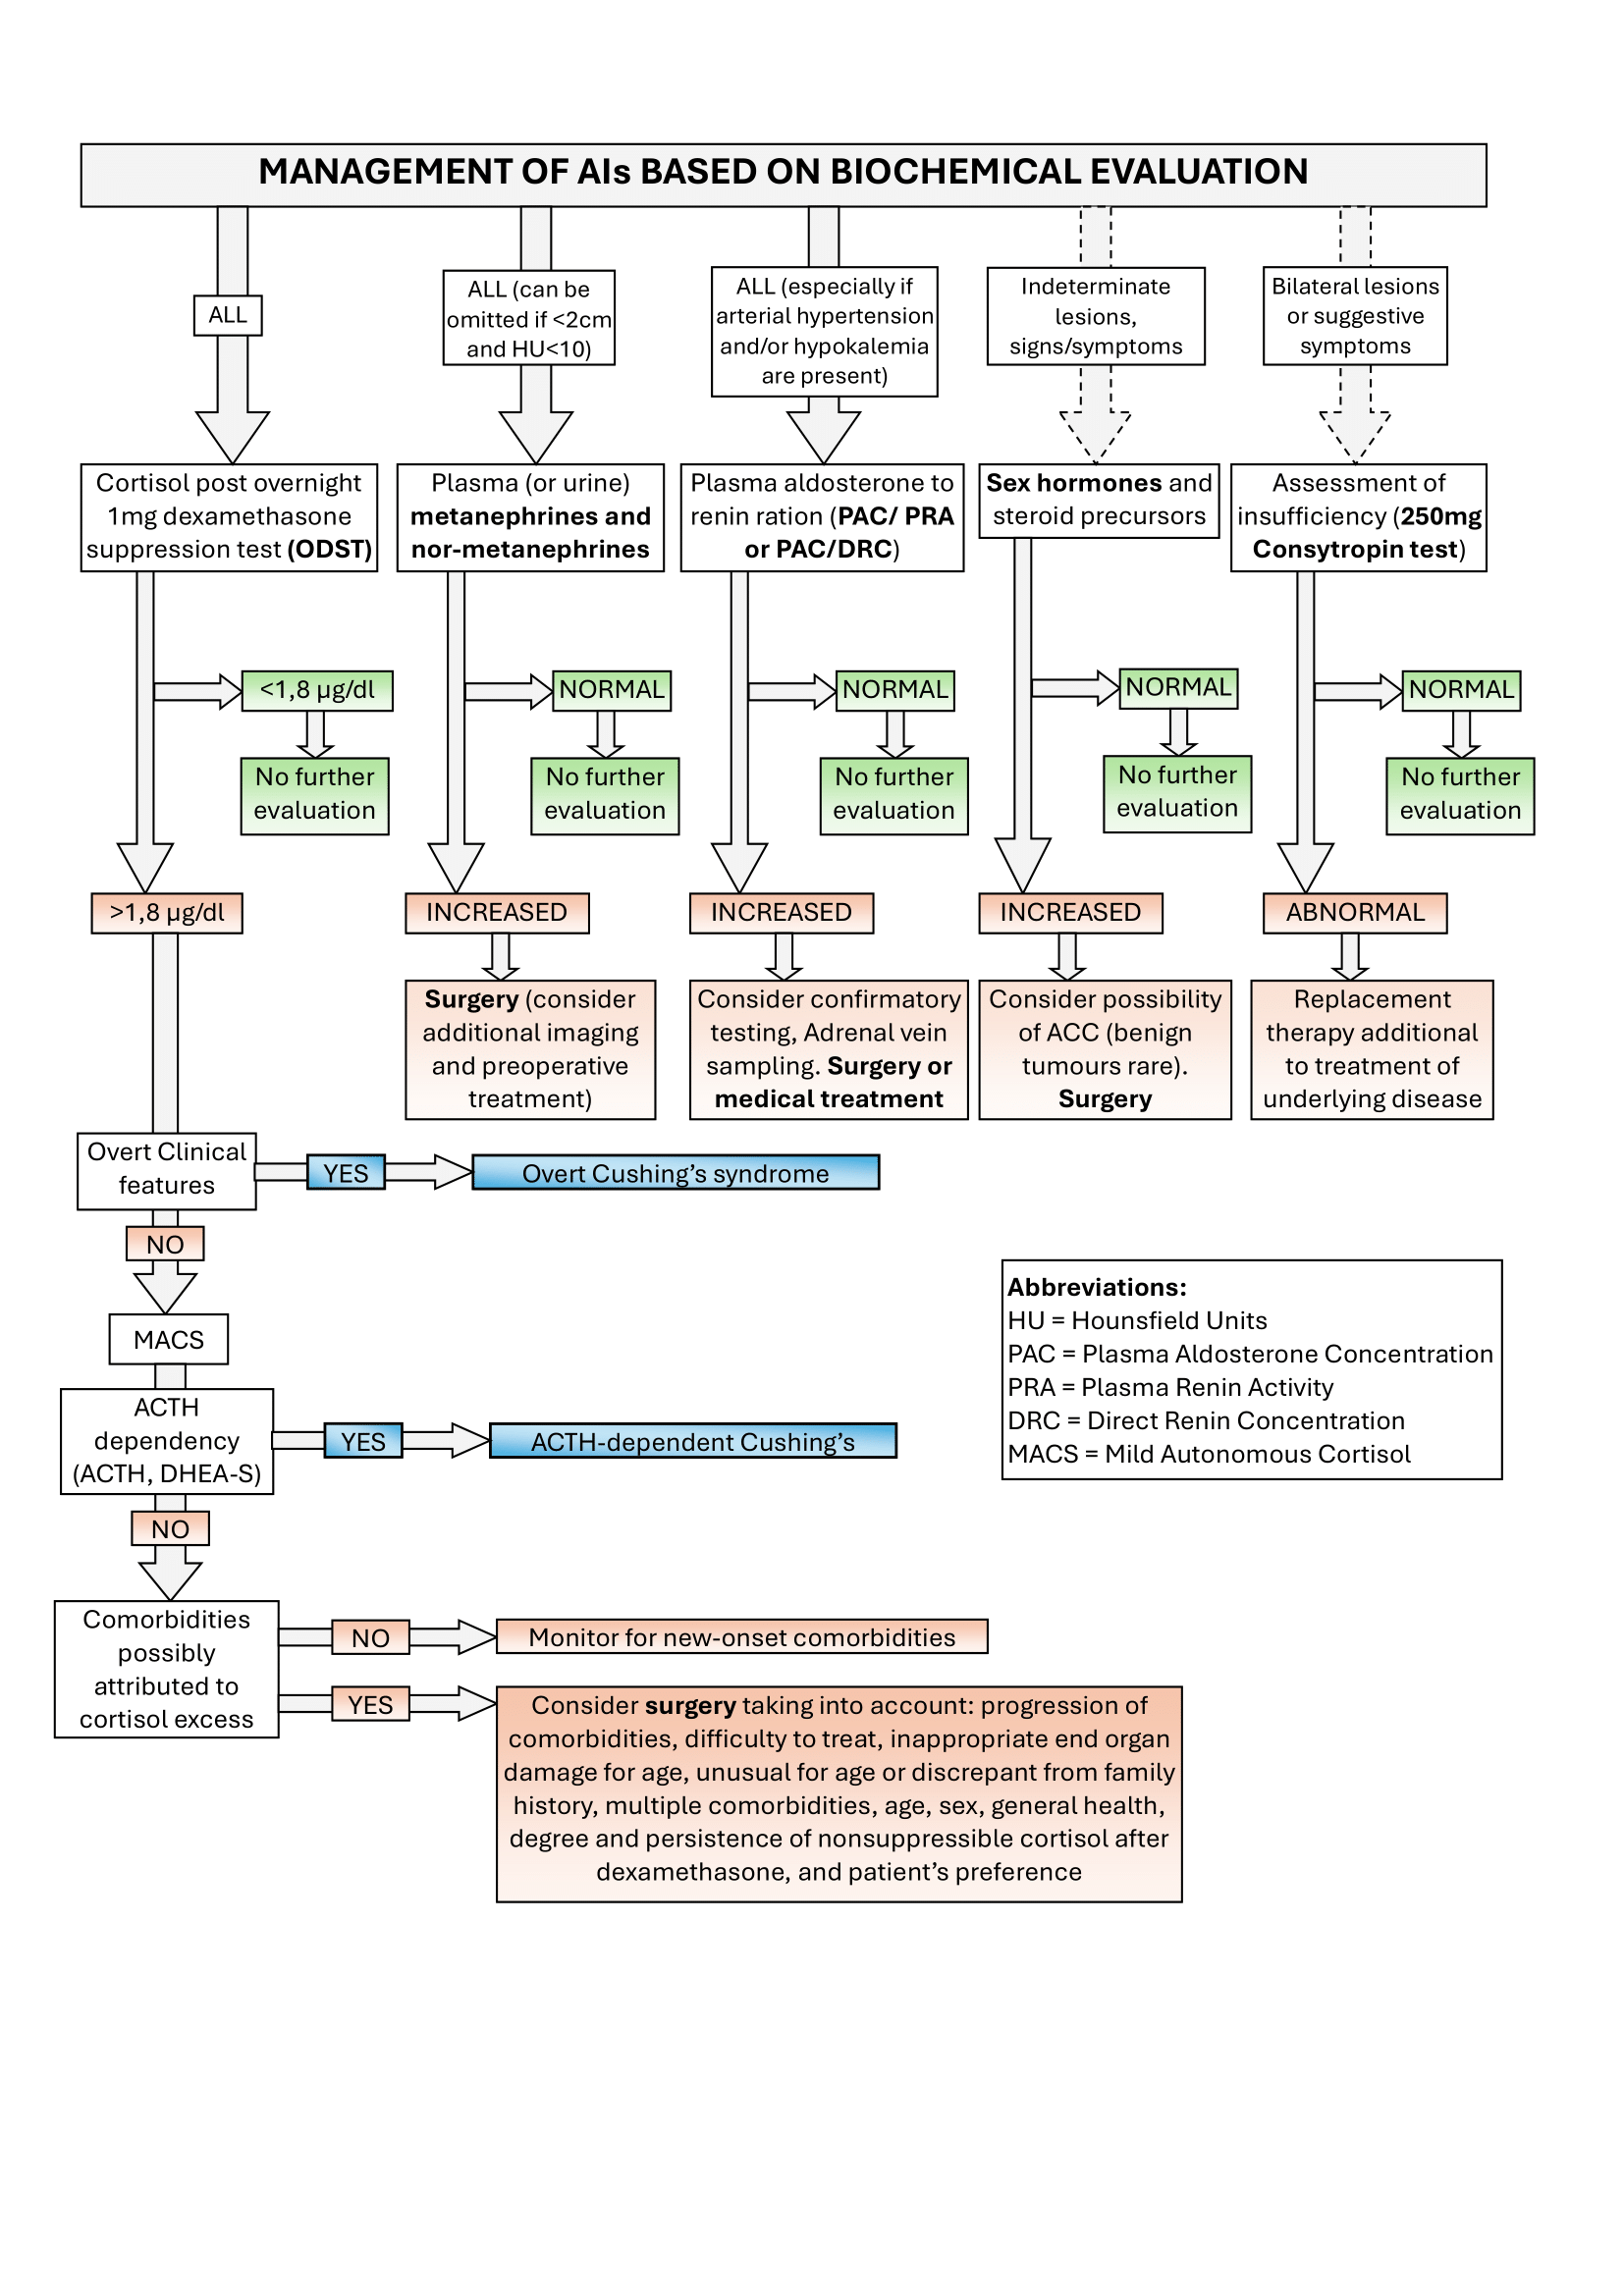 MANAGEMENT OF AIs BASED ON BIOCHEMICAL EVALUATION
ALL
ALL (can be
omitted if <2cm
and HU<10)
ALL (especially if
arterial hypertension
and/or hypokalemia
are present)
Indeterminate
lesions,
signs/symptoms
Bilateral lesions
or suggestive
symptoms
Cortisol post overnight
1mg dexamethasone
suppression test (ODST)
Plasma (or urine)
metanephrines and
nor-metanephrines
Plasma aldosterone to
renin ration (PAC/ PRA
or PAC/DRC)
Sex hormones and
steroid precursors
Assessment of
insufficiency (250mg
Consytropin test)
<1,8 µg/dl
NORMAL
NORMAL
NORMAL
NORMAL
No further
evaluation
No further
evaluation
No further
evaluation
No further
evaluation
No further
evaluation
>1,8 µg/dl
INCREASED
INCREASED
INCREASED
ABNORMAL
Surgery (consider
additional imaging
and preoperative
treatment)
Consider confirmatory
testing, Adrenal vein
sampling. Surgery or
medical treatment
Consider possibility
of ACC (benign
tumours rare).
Surgery
Replacement
therapy additional
to treatment of
underlying disease
Overt Clinical
features
YES
Overt Cushing's syndrome
NO
MACS
ACTH
dependency
(ACTH, DHEA-S)
YES
ACTH-dependent Cushing's
NO
Abbreviations:
HU = Hounsfield Units
PAC = Plasma Aldosterone Concentration
PRA = Plasma Renin Activity
DRC = Direct Renin Concentration
MACS = Mild Autonomous Cortisol
Comorbidities
possibly
attributed to
cortisol excess
NO
Monitor for new-onset comorbidities
YES
Consider surgery taking into account: progression of
comorbidities, difficulty to treat, inappropriate end organ
damage for age, unusual for age or discrepant from family
history, multiple comorbidities, age, sex, general health,
degree and persistence of nonsuppressible cortisol after
dexamethasone, and patient's preference